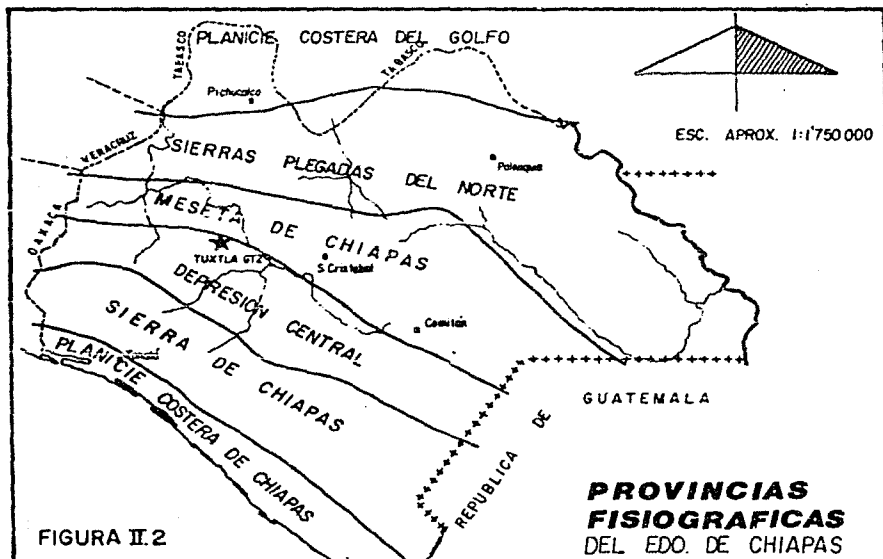 PLANICIE COSTERA DEL GOLFO
TABASCO
TABASCO
Pichucalco
ESC. APROX. 1:1'750 000
VERACRUZ
SIERRAS PLEGADAS DEL NORTE
Palenque
MESETA DE CHIAPAS
OAXACA
TUXTLA GTZ
S. Cristobal
DEPRESION CENTRAL
Comitán
SIERRA DE CHIAPAS
PLANICIE COSTERA DE CHIAPAS
REPUBLICA DE
GUATEMALA
PROVINCIAS
FISIOGRAFICAS
DEL EDO. DE CHIAPAS
FIGURA II.2